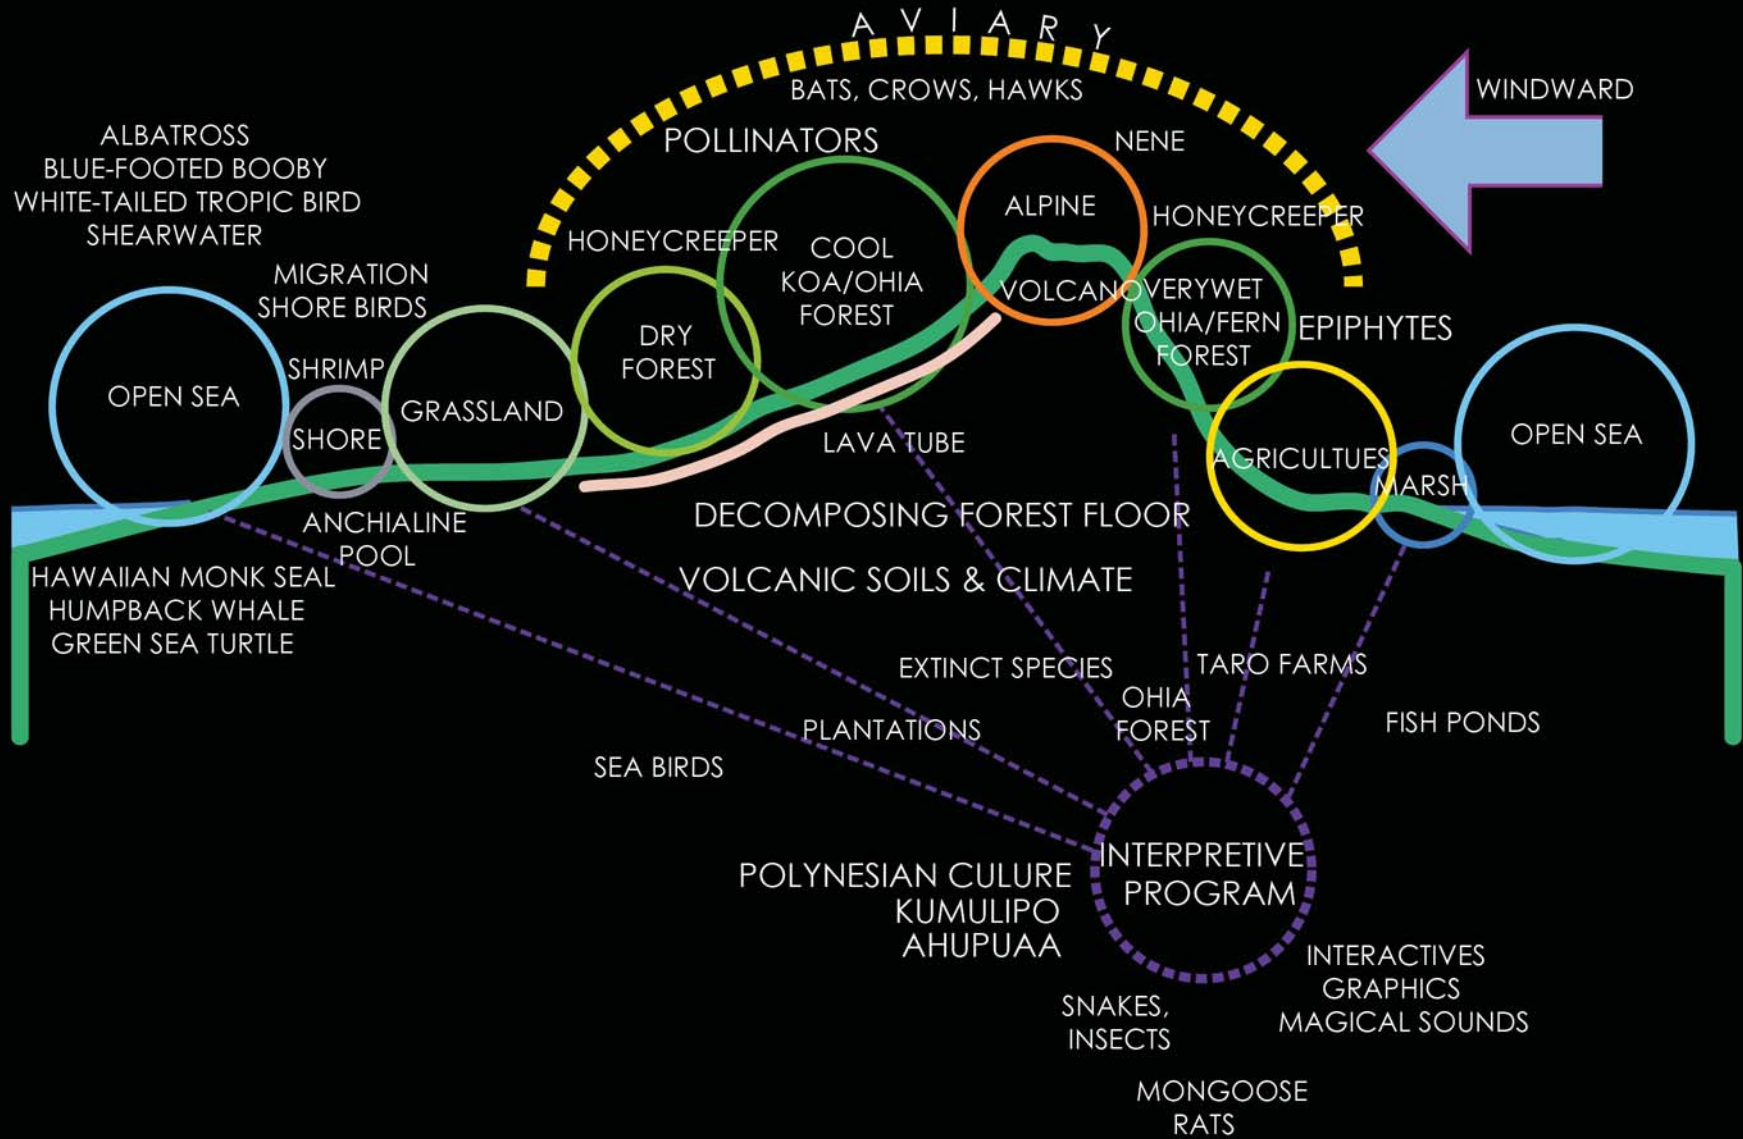 AVIARY
BATS, CROWS, HAWKS
WINDWARD
POLLINATORS
NENE
ALBATROSS
BLUE-FOOTED BOOBY
WHITE-TAILED TROPIC BIRD
SHEARWATER
MIGRATION
SHORE BIRDS
HONEYCREEPER
COOL
KOA/OHIA
FOREST
ALPINE
VOLCANO
HONEYCREEPER
VERYWET
OHIA/FERN
FOREST
EPIPHYTES
OPEN SEA
SHRIMP
SHORE
GRASSLAND
DRY
FOREST
LAVA TUBE
AGRICULTUES
MARSH
OPEN SEA
ANCHIALINE
POOL
HAWAIIAN MONK SEAL
HUMPBACK WHALE
GREEN SEA TURTLE
DECOMPOSING FOREST FLOOR
VOLCANIC SOILS & CLIMATE
EXTINCT SPECIES
TARO FARMS
OHIA
FOREST
PLANTATIONS
FISH PONDS
SEA BIRDS
INTERPRETIVE
PROGRAM
POLYNESIAN CULURE
KUMULIPO
AHUPUAA
INTERACTIVES
GRAPHICS
MAGICAL SOUNDS
SNAKES,
INSECTS
MONGOOSE
RATS